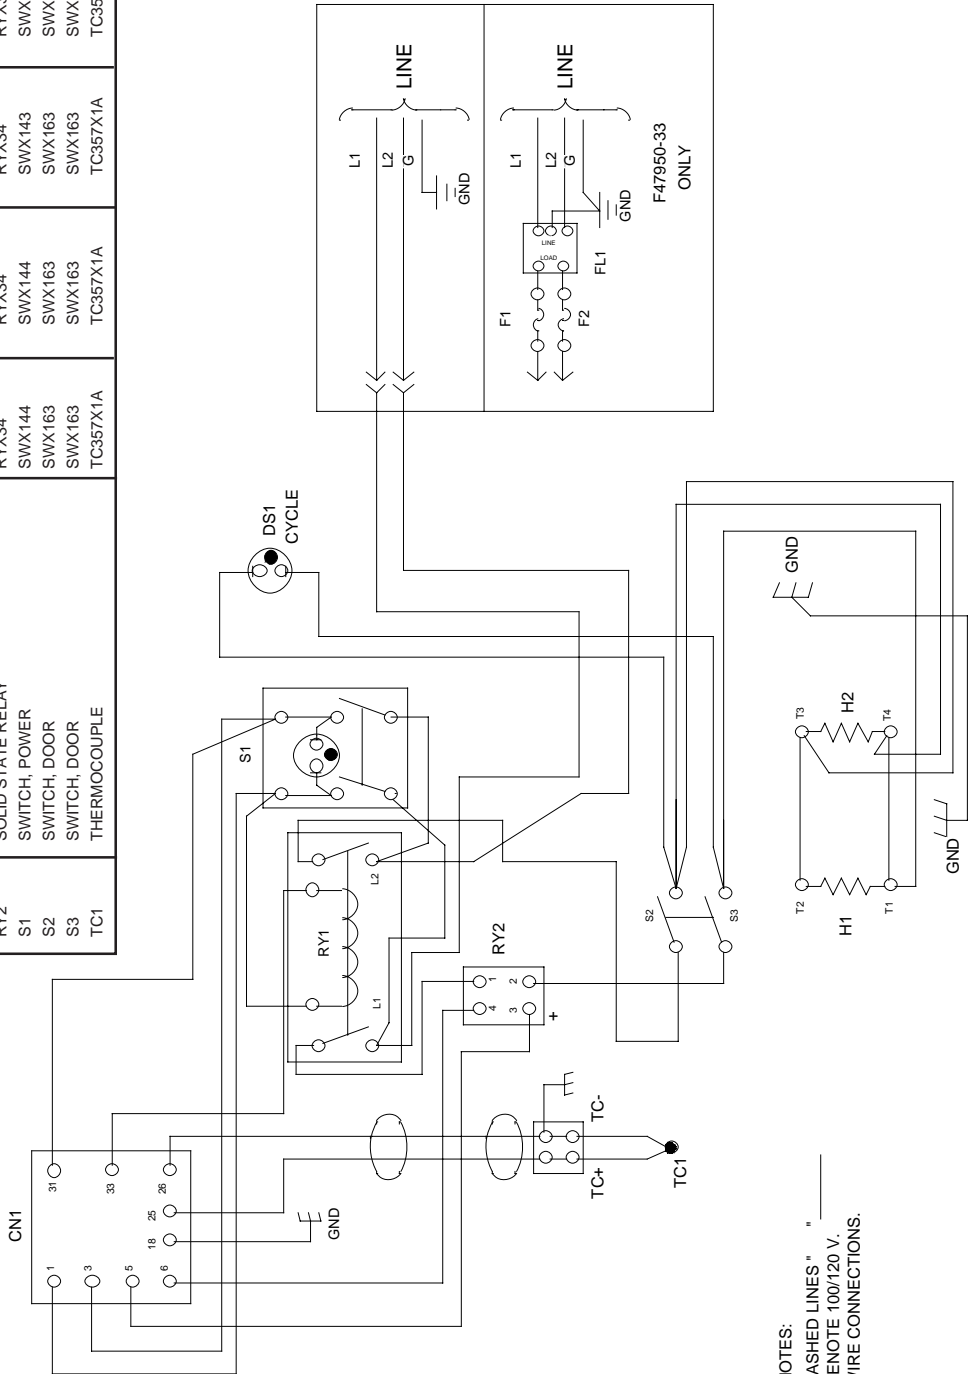 RY2 SOLID STATE RELAY RYX34 RYX34 RYX34
S1 SWITCH, POWER SWX144 SWX144 SWX143 SWX
S2 SWITCH, DOOR SWX163 SWX163 SWX163 SWX
S3 SWITCH, DOOR SWX163 SWX163 SWX163 SWX
TC1 THERMOCOUPLE TC357X1A TC357X1A TC357X1A TC35
CN1
1
3
5
6
31
33
26
25
18
GND
S1
RY1
L1
L2
DS1
CYCLE
LINE
L1
L2
G
GND
LINE
L1
L2
G
GND
LINE
LOAD
FL1
F1
F2
F47950-33
ONLY
RY2
4
1
3
2
+
TC+
TC-
TC1
S2
S3
T2
T1
H1
T3
T4
H2
GND
GND
OTES:
ASHED LINES " "
ENOTE 100/120 V.
IRE CONNECTIONS.